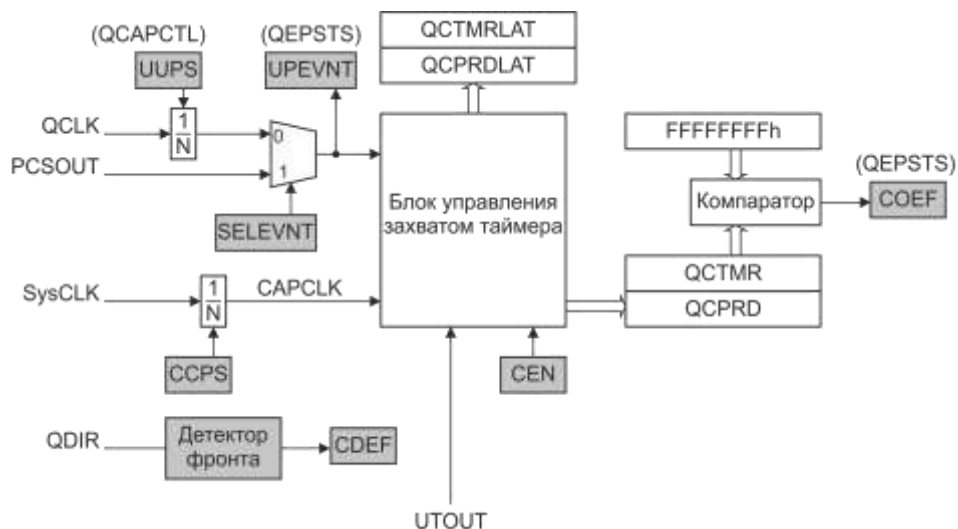 (QCAPCTL)
UUPS
(QEPSTS)
UPEVNT
QCTMRLAT
QCPRDLAT
QCLK
1
N
0
PCSOUT
1
SELEVNT
Блок управления
захватом таймера
FFFFFFFFh
Компаратор
(QEPSTS)
COEF
QCTMR
QCPRD
SysCLK
1
N
CAPCLK
CCPS
CEN
QDIR
Детектор
фронта
CDEF
UTOUT